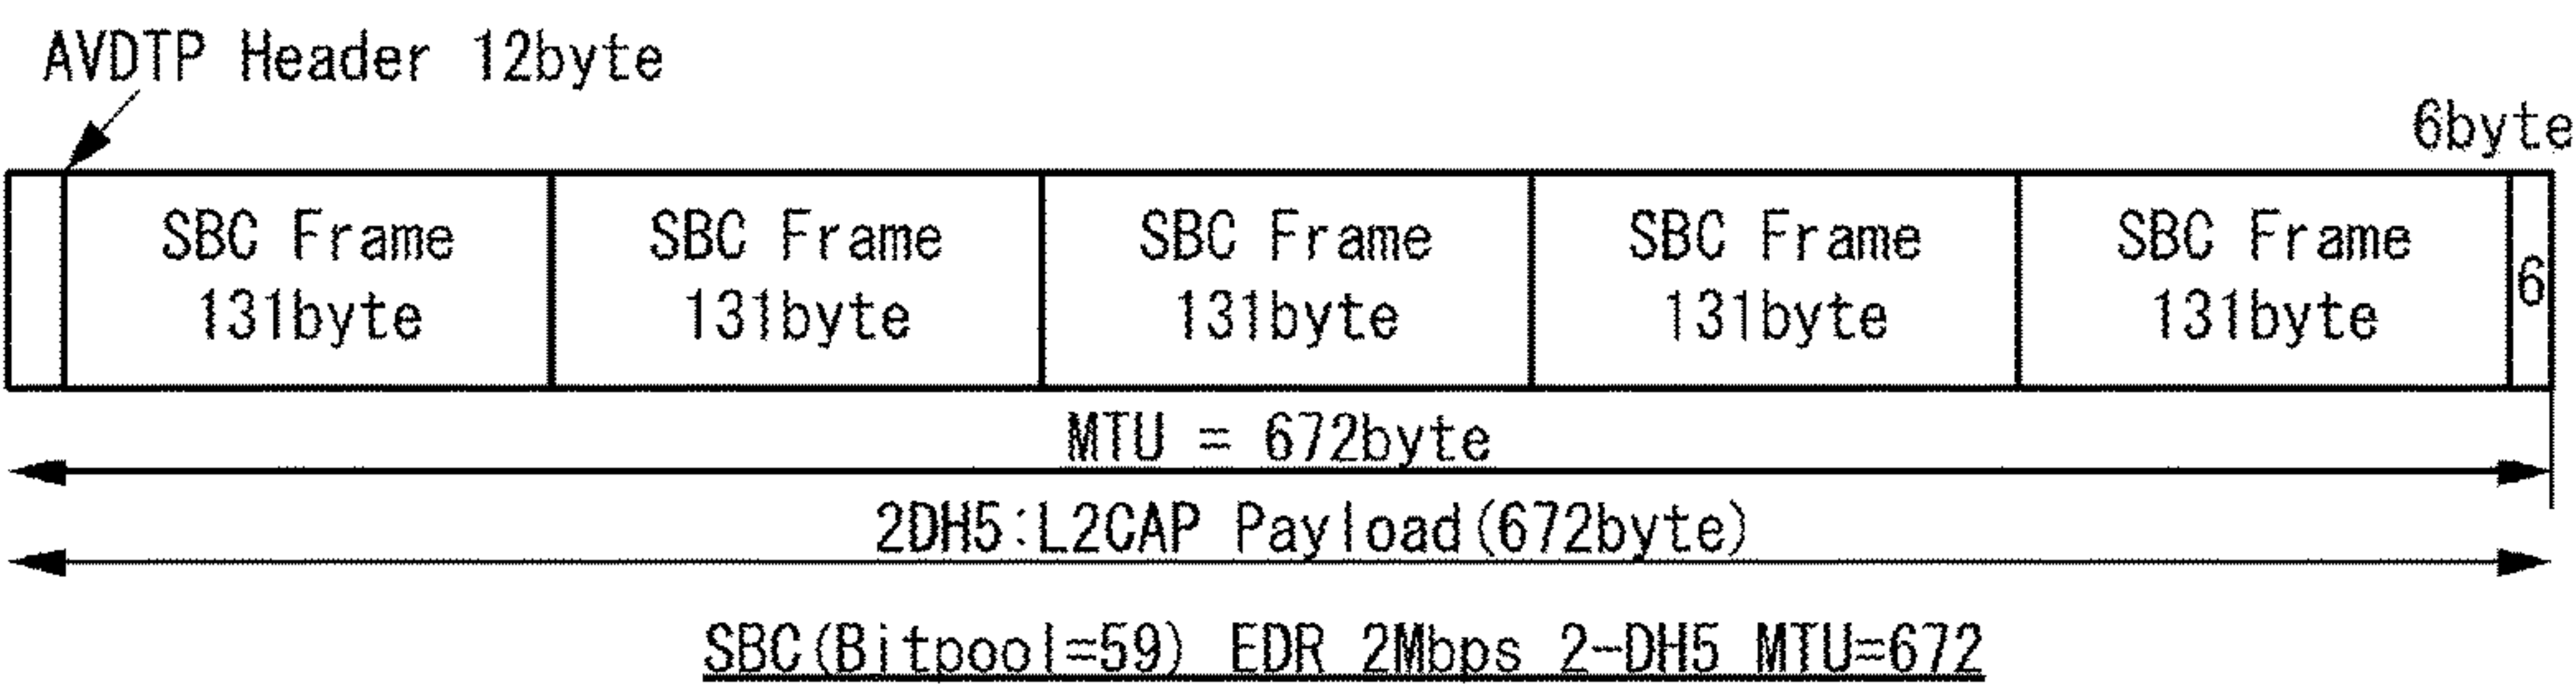 AVDTP Header 12byte
6byte
SBC Frame
131byte
SBC Frame
131byte
SBC Frame
131byte
SBC Frame
131byte
SBC Frame
131byte
6
MTU = 672byte
2DH5:L2CAP Payload(672byte)
SBC(Bitpool=59) EDR 2Mbps 2-DH5 MTU=672